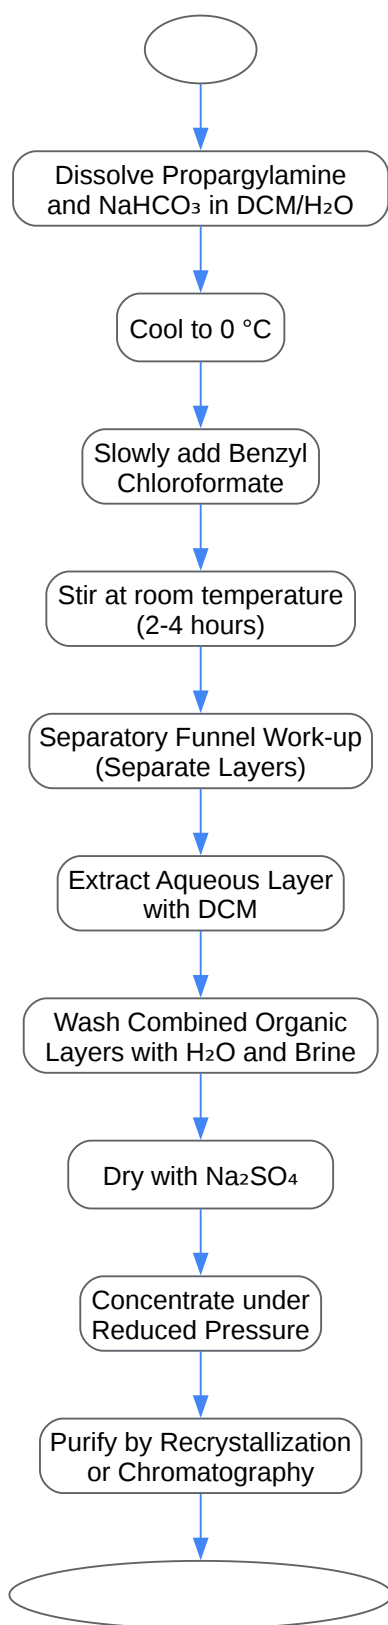 Dissolve Propargylamine
and NaHCO₃ in DCM/H₂O
Cool to 0 °C
Slowly add Benzyl
Chloroformate
Stir at room temperature
(2-4 hours)
Separatory Funnel Work-up
(Separate Layers)
Extract Aqueous Layer
with DCM
Wash Combined Organic
Layers with H₂O and Brine
Dry with Na₂SO₄
Concentrate under
Reduced Pressure
Purify by Recrystallization
or Chromatography